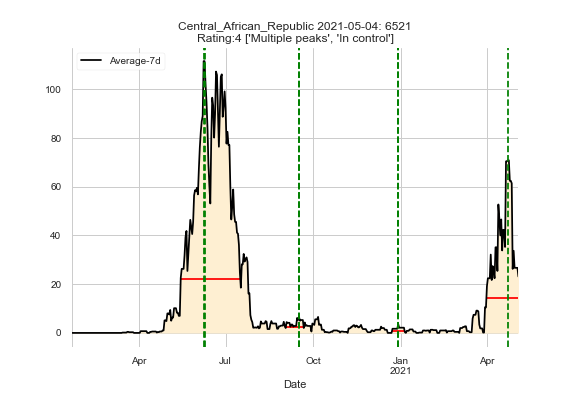 Central_African_Republic 2021-05-04: 6521
Rating:4 ['Multiple peaks', 'In control']
Average-7d
100
80
60
40
20
0
Apr
Jul
Oct
Jan
2021
Apr
Date